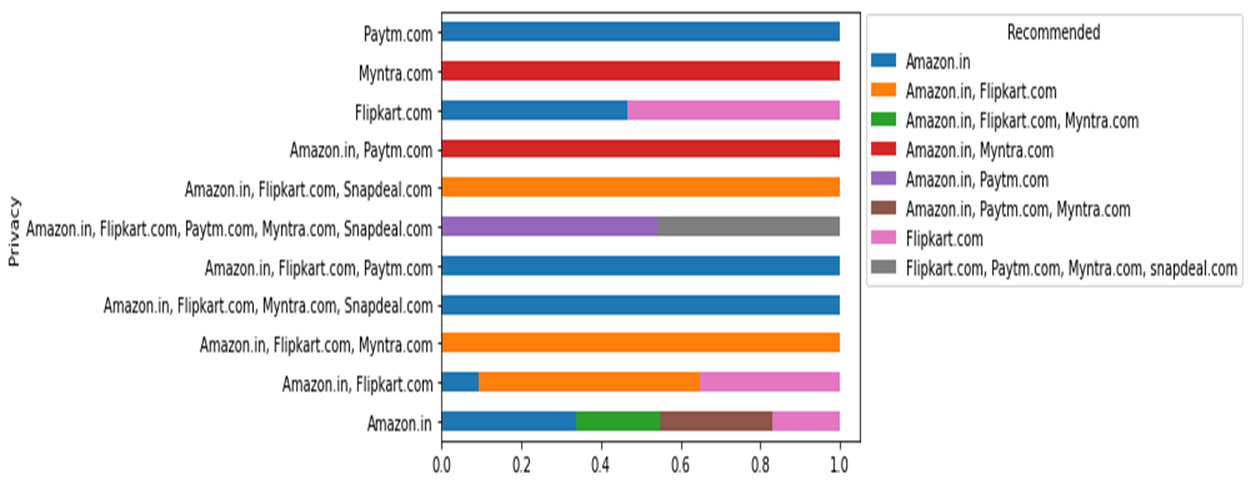 Privacy
Paytm.com
Myntra.com
Flipkart.com
Amazon.in, Paytm.com
Amazon.in, Flipkart.com, Snapdeal.com
Amazon.in, Flipkart.com, Paytm.com, Myntra.com, Snapdeal.com
Amazon.in, Flipkart.com, Paytm.com
Amazon.in, Flipkart.com, Myntra.com, Snapdeal.com
Amazon.in, Flipkart.com, Myntra.com
Amazon.in, Flipkart.com
Amazon.in
0.0 0.2 0.4 0.6 0.8 1.0
Recommended
Amazon.in
Amazon.in, Flipkart.com
Amazon.in, Flipkart.com, Myntra.com
Amazon.in, Myntra.com
Amazon.in, Paytm.com
Amazon.in, Paytm.com, Myntra.com
Flipkart.com
Flipkart.com, Paytm.com, Myntra.com, snapdeal.com